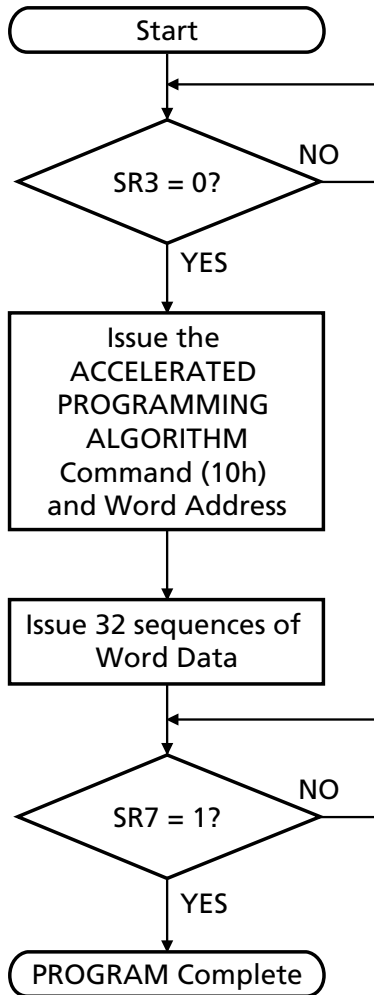 Start
NO
SR3 = 0?
YES
Issue the
ACCELERATED
PROGRAMMING
ALGORITHM
Command (10h)
and Word Address
Issue 32 sequences of
Word Data
NO
SR7 = 1?
YES
PROGRAM Complete